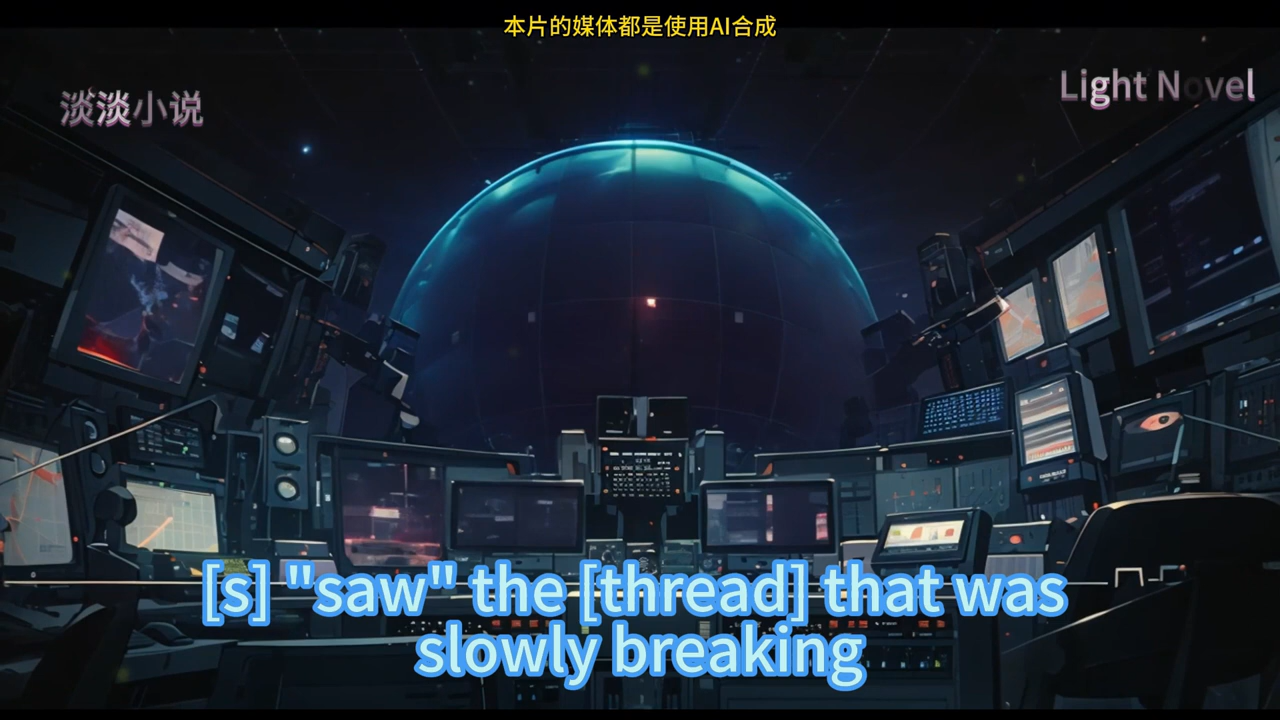 本片的媒体都是使用AI合成
淡淡小说
Light Novel
[s] "saw" the [thread] that was
slowly breaking